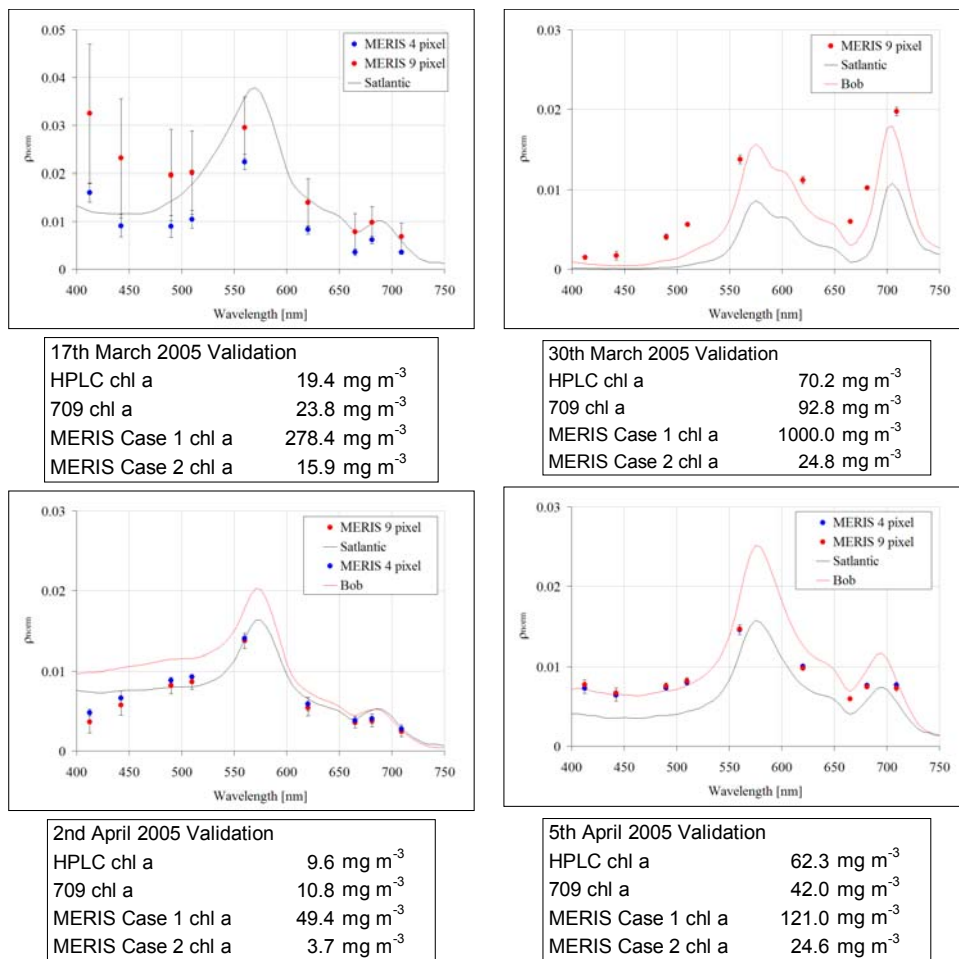 0.05
0.04
0.03
0.02
0.01
0
ρnorm
400 450 500 550 600 650 700 750
Wavelength [nm]
MERIS 4 pixel
MERIS 9 pixel
Satlantic
17th March 2005 Validation
HPLC chl a 19.4 mg m-3
709 chl a 23.8 mg m-3
MERIS Case 1 chl a 278.4 mg m-3
MERIS Case 2 chl a 15.9 mg m-3
0.03
0.02
0.01
0
ρnorm
400 450 500 550 600 650 700 750
Wavelength [nm]
MERIS 9 pixel
Satlantic
Bob
30th March 2005 Validation
HPLC chl a 70.2 mg m-3
709 chl a 92.8 mg m-3
MERIS Case 1 chl a 1000.0 mg m-3
MERIS Case 2 chl a 24.8 mg m-3
0.03
0.02
0.01
0
ρnorm
400 450 500 550 600 650 700 750
Wavelength [nm]
MERIS 9 pixel
Satlantic
MERIS 4 pixel
Bob
2nd April 2005 Validation
HPLC chl a 9.6 mg m-3
709 chl a 10.8 mg m-3
MERIS Case 1 chl a 49.4 mg m-3
MERIS Case 2 chl a 3.7 mg m-3
0.03
0.02
0.01
0
ρnorm
400 450 500 550 600 650 700 750
Wavelength [nm]
MERIS 4 pixel
MERIS 9 pixel
Satlantic
Bob
5th April 2005 Validation
HPLC chl a 62.3 mg m-3
709 chl a 42.0 mg m-3
MERIS Case 1 chl a 121.0 mg m-3
MERIS Case 2 chl a 24.6 mg m-3